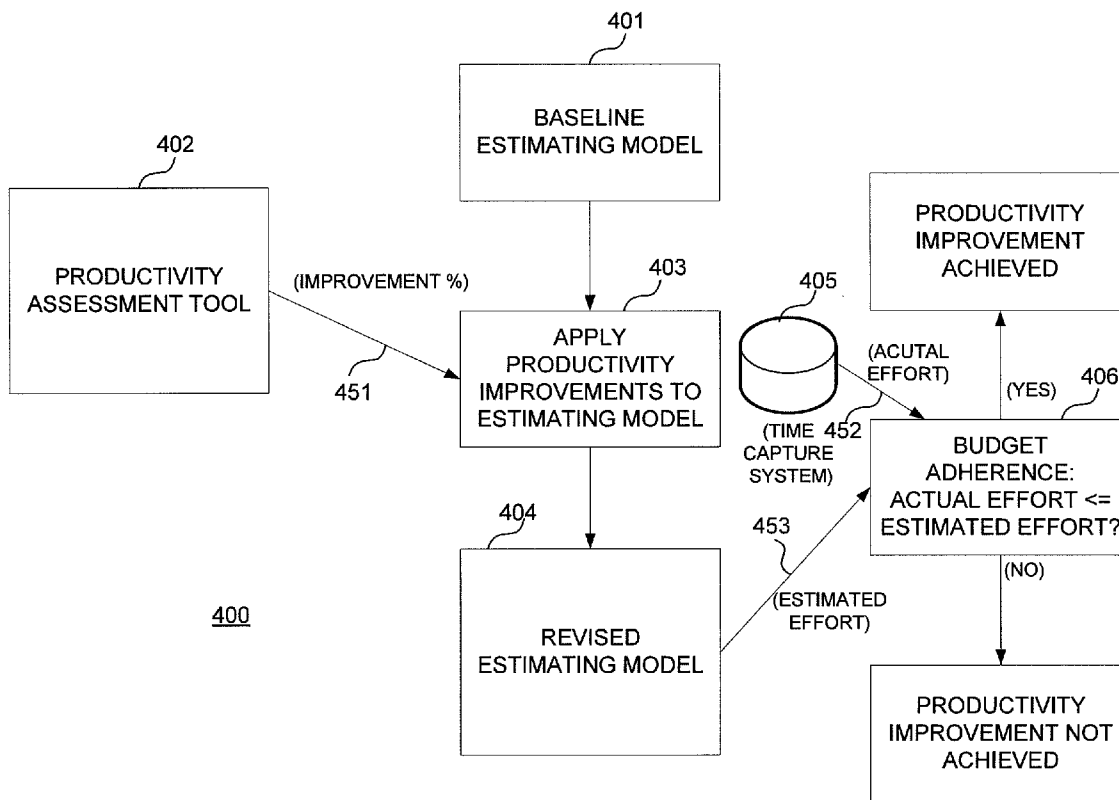 401
BASELINE
ESTIMATING MODEL
402
PRODUCTIVITY
ASSESSMENT TOOL
(IMPROVEMENT %)
451
403
APPLY
PRODUCTIVITY
IMPROVEMENTS TO
ESTIMATING MODEL
404
REVISED
ESTIMATING MODEL
405
(TIME
CAPTURE
SYSTEM)
(ACUTAL
EFFORT)
452
453
(ESTIMATED
EFFORT)
406
BUDGET
ADHERENCE:
ACTUAL EFFORT <=
ESTIMATED EFFORT?
(YES)
PRODUCTIVITY
IMPROVEMENT
ACHIEVED
(NO)
PRODUCTIVITY
IMPROVEMENT NOT
ACHIEVED
400